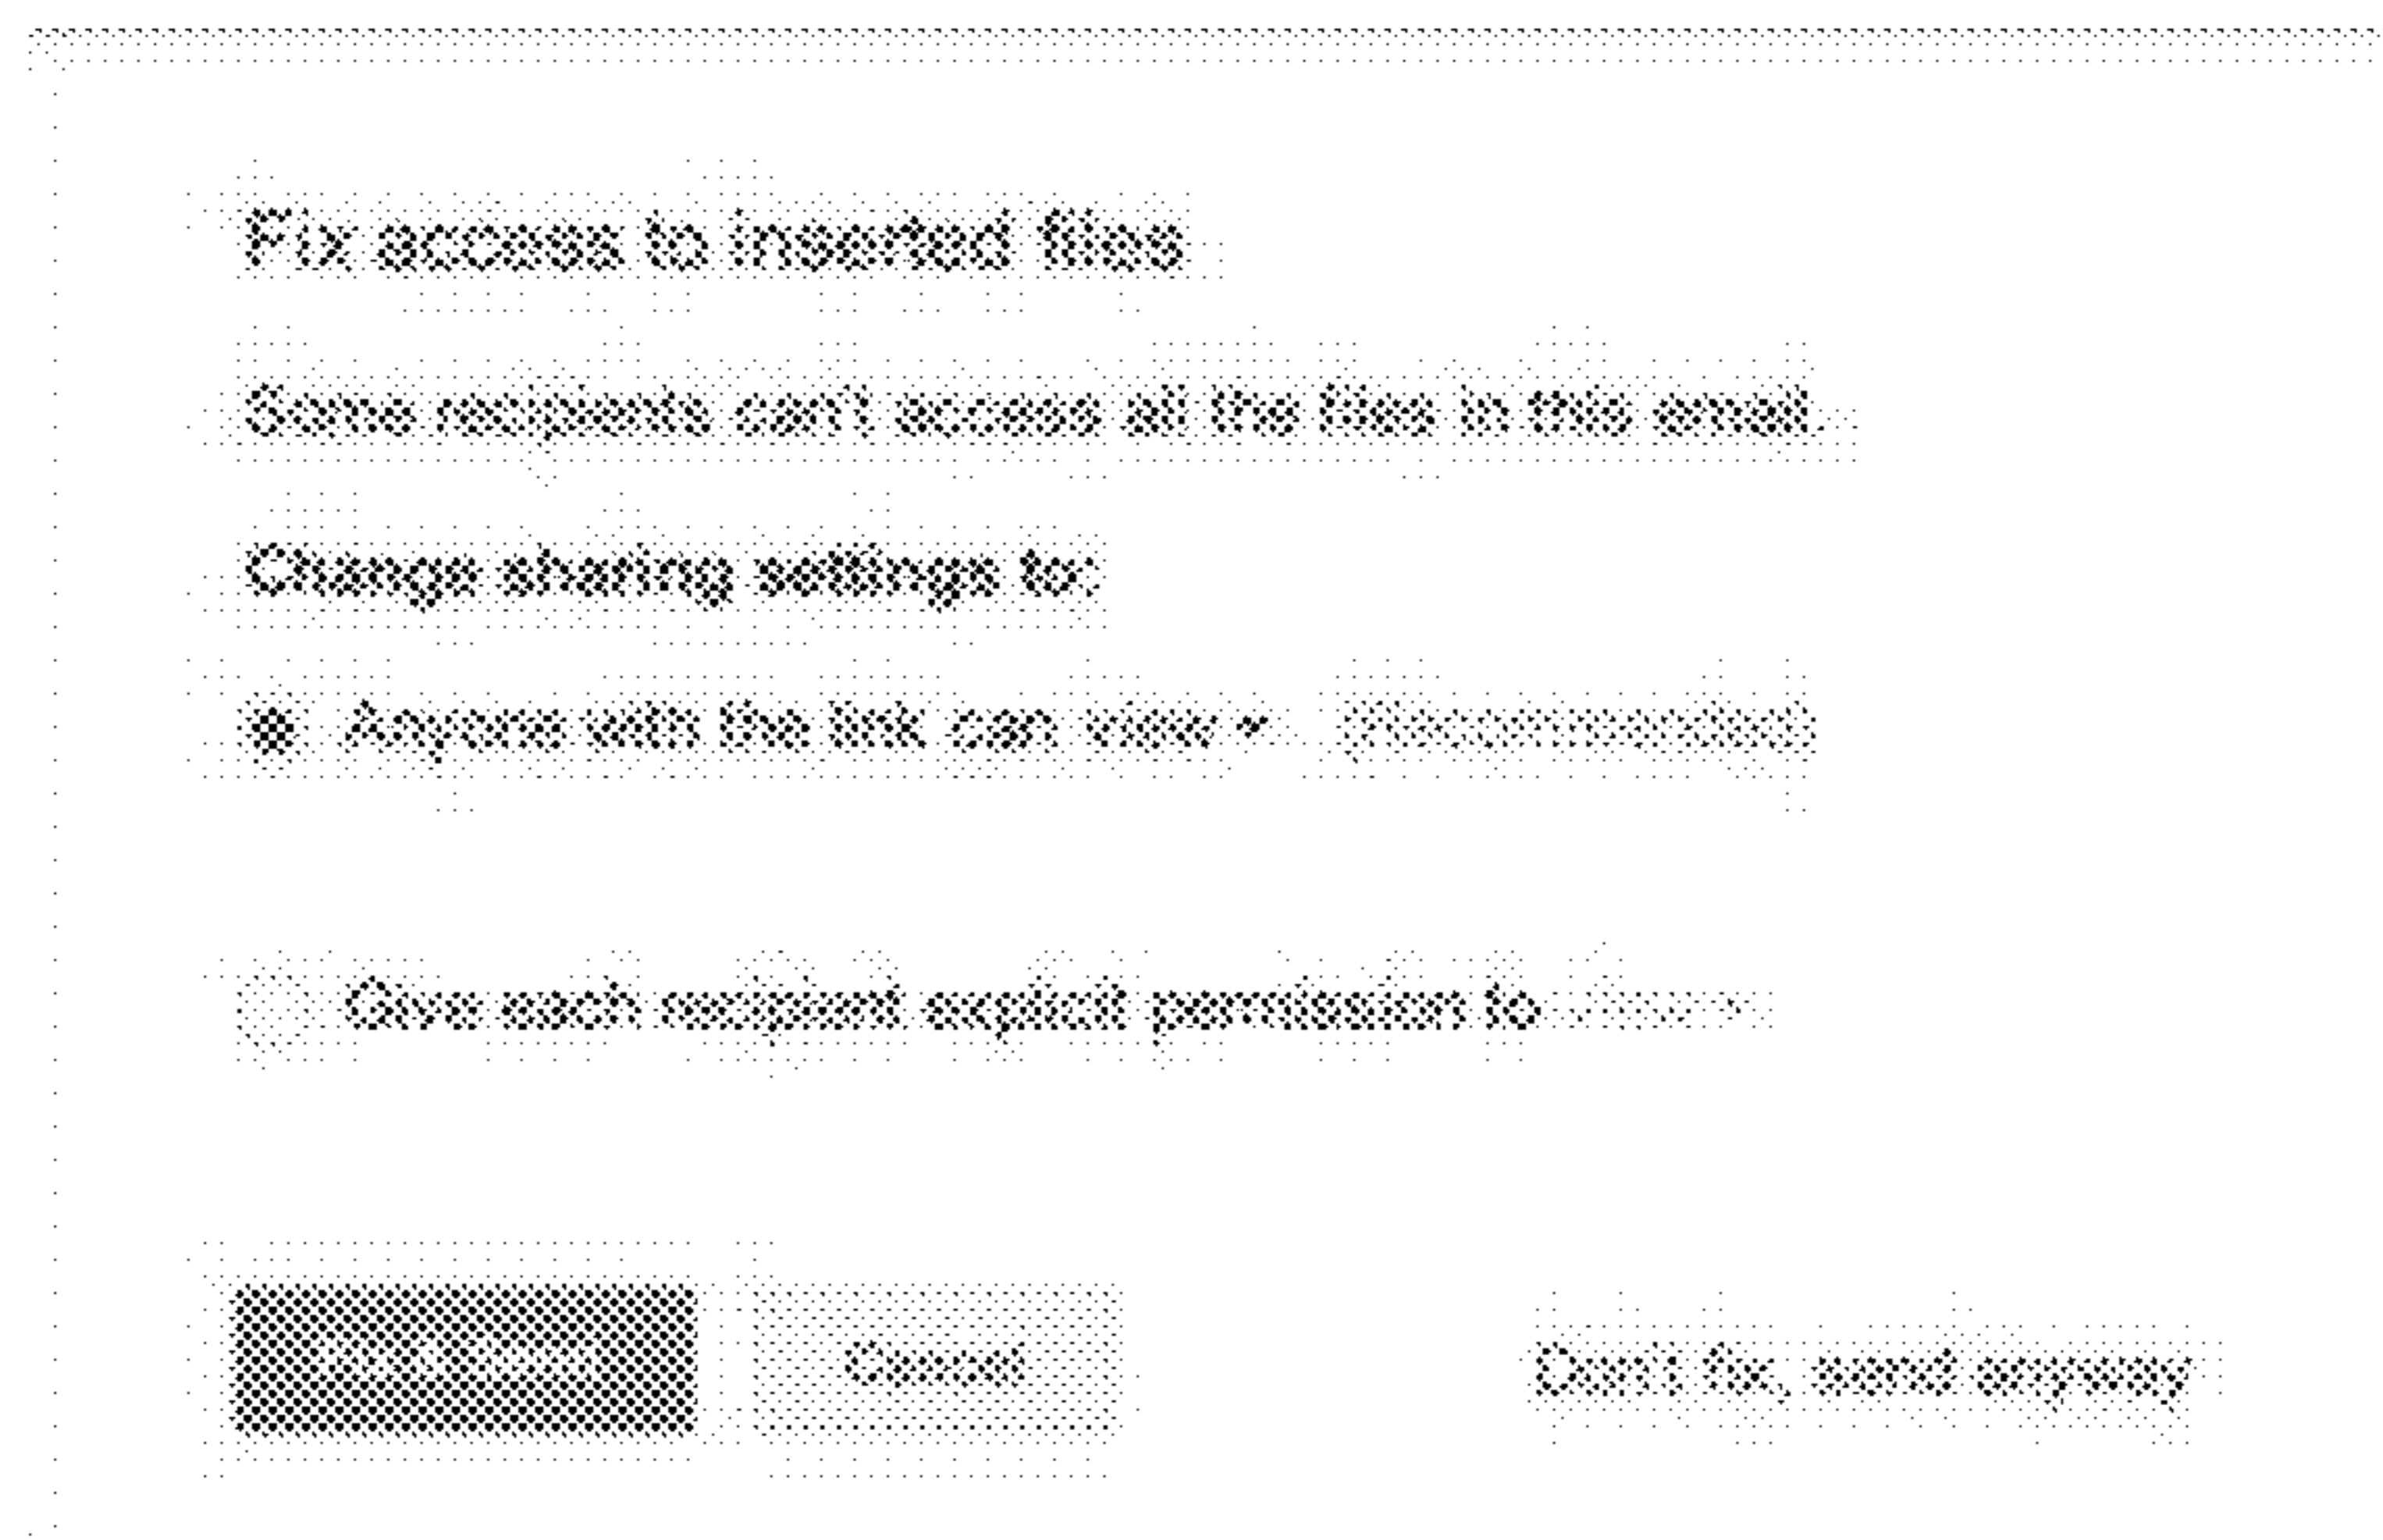 Fix access to inserted files
Some recipients can't access all the files in this email.
Change sharing settings to:
Anyone with the link can view
Give each recipient explicit permission to
Cancel
Don't fix, send anyway